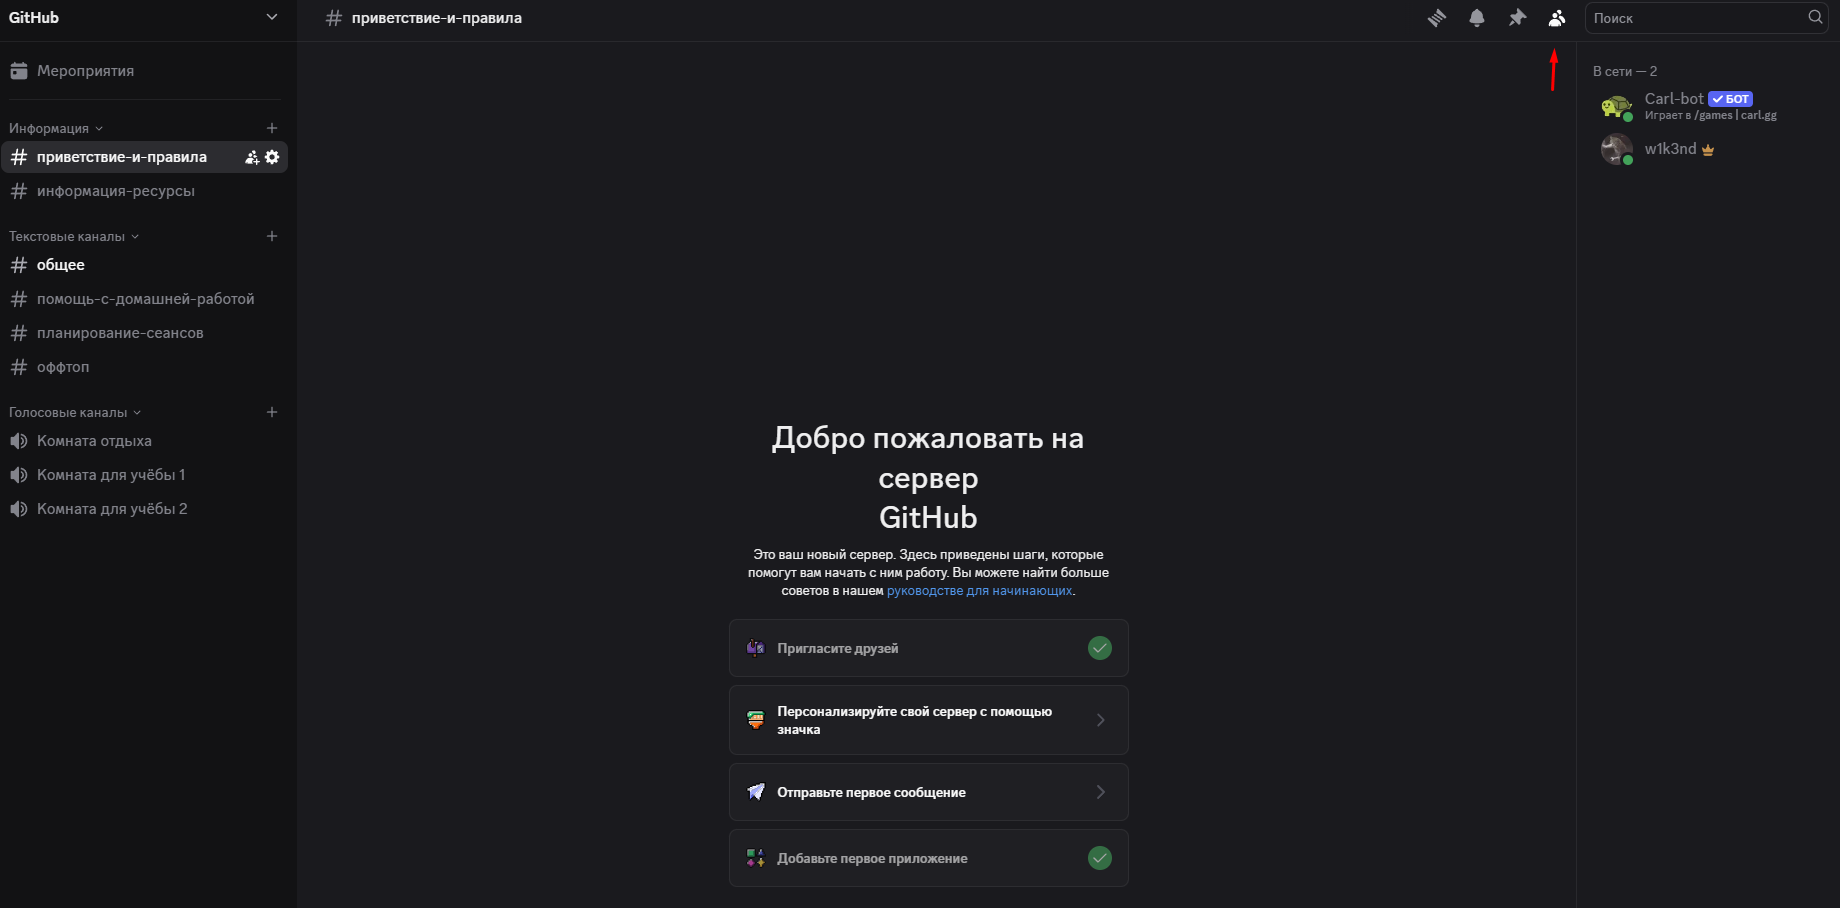 GitHub
Мероприятия
Информация
приветствие-и-правила
информация-ресурсы
Текстовые каналы
общее
помощь-с-домашней-работой
планирование-сеансов
оффтоп
Голосовые каналы
Комната отдыха
Комната для учёбы 1
Комната для учёбы 2
приветствие-и-правила
Поиск
Добро пожаловать на
сервер
GitHub
Это ваш новый сервер. Здесь приведены шаги, которые
помогут вам начать с ним работу. Вы можете найти больше
советов в нашем руководстве для начинающих.
Пригласите друзей
Персонализируйте свой сервер с помощью
значка
Отправьте первое сообщение
Добавьте первое приложение
В сети — 2
Carl-bot БОТ
Играет в /games | carl.gg
w1k3nd